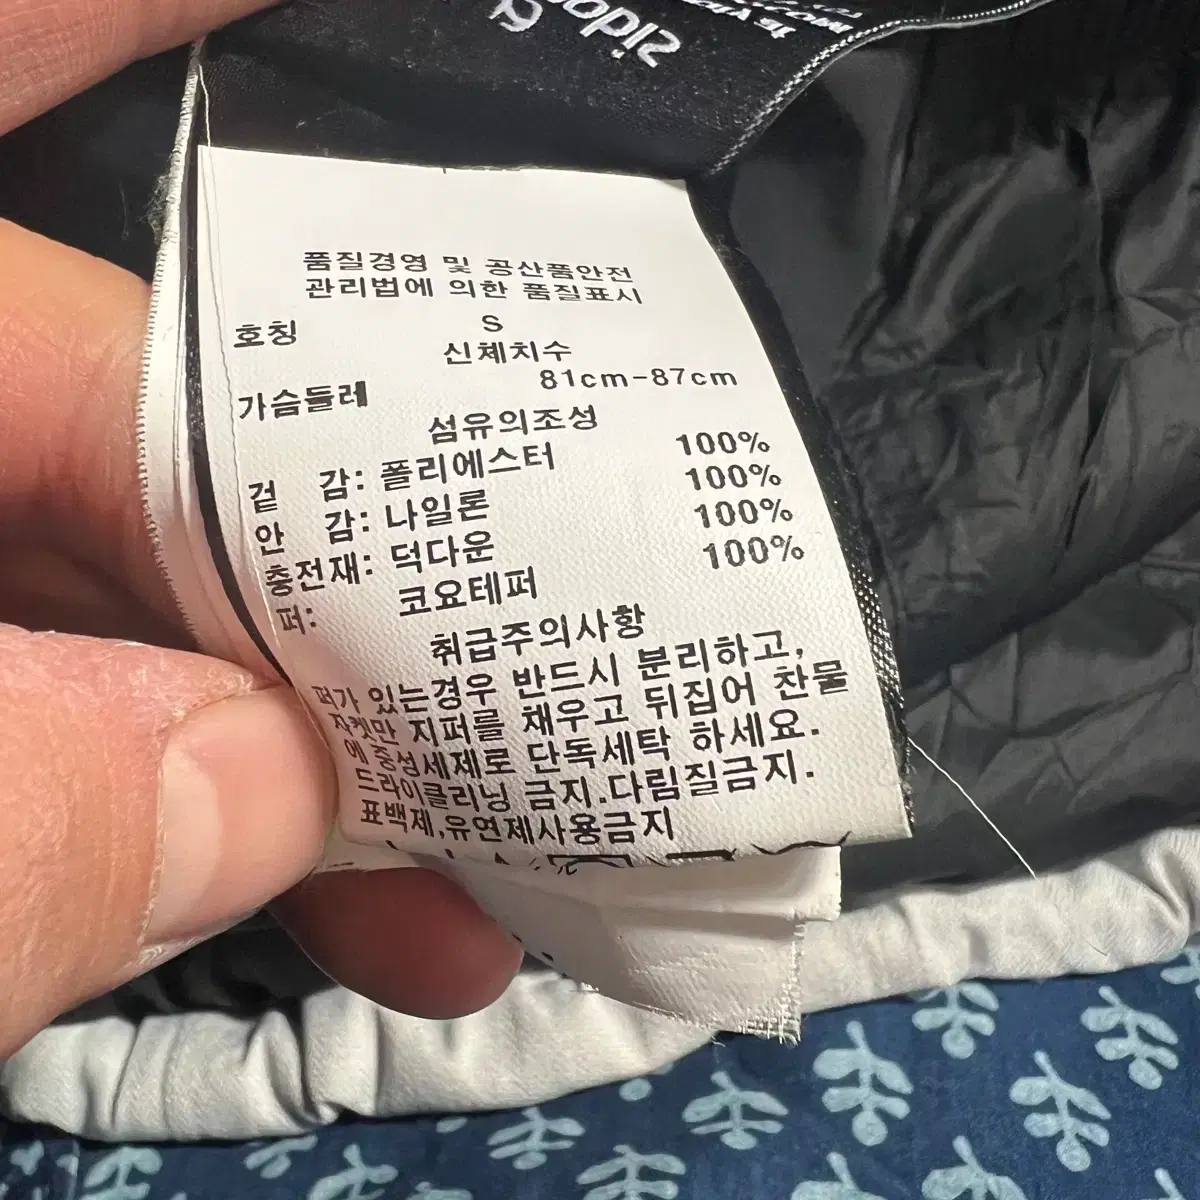 품질경영 및 공산품안전
관리법에 의한 품질표시
호칭 S
신체치수
가슴둘레 81cm-87cm
섬유의조성
겉 감: 폴리에스터 100%
안 감: 나일론 100%
충전재: 덕다운 100%
퍼: 코요테퍼 100%
취급주의사항
퍼가 있는경우 반드시 분리하고,
자켓만 지퍼를 채우고 뒤집어 찬물
에 중성세제로 단독세탁 하세요.
드라이클리닝 금지.다림질금지.
표백제,유연제사용금지